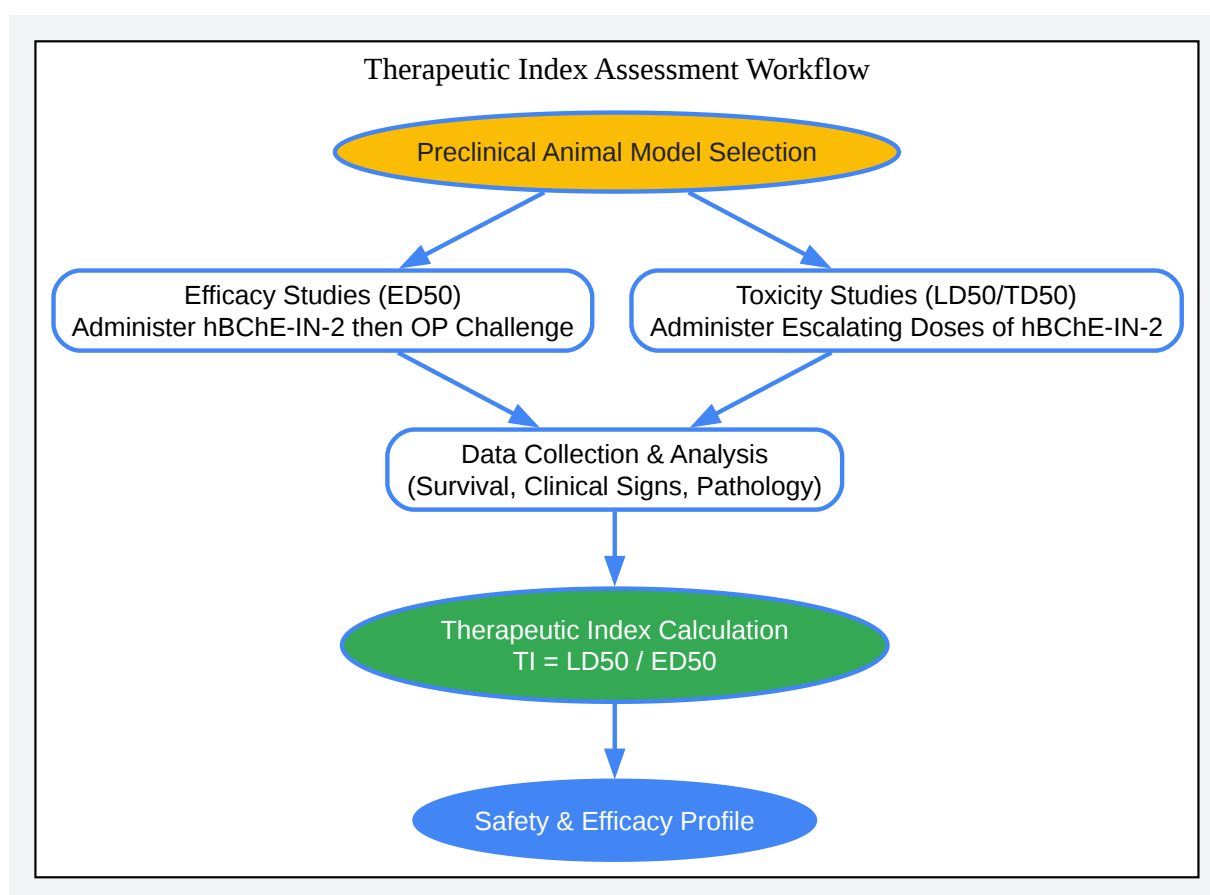 Therapeutic Index Assessment Workflow
Preclinical Animal Model Selection
Efficacy Studies (ED50)
Administer hBChE-IN-2 then OP Challenge
Toxicity Studies (LD50/TD50)
Administer Escalating Doses of hBChE-IN-2
Data Collection & Analysis
(Survival, Clinical Signs, Pathology)
Therapeutic Index Calculation
TI = LD50 / ED50
Safety & Efficacy Profile